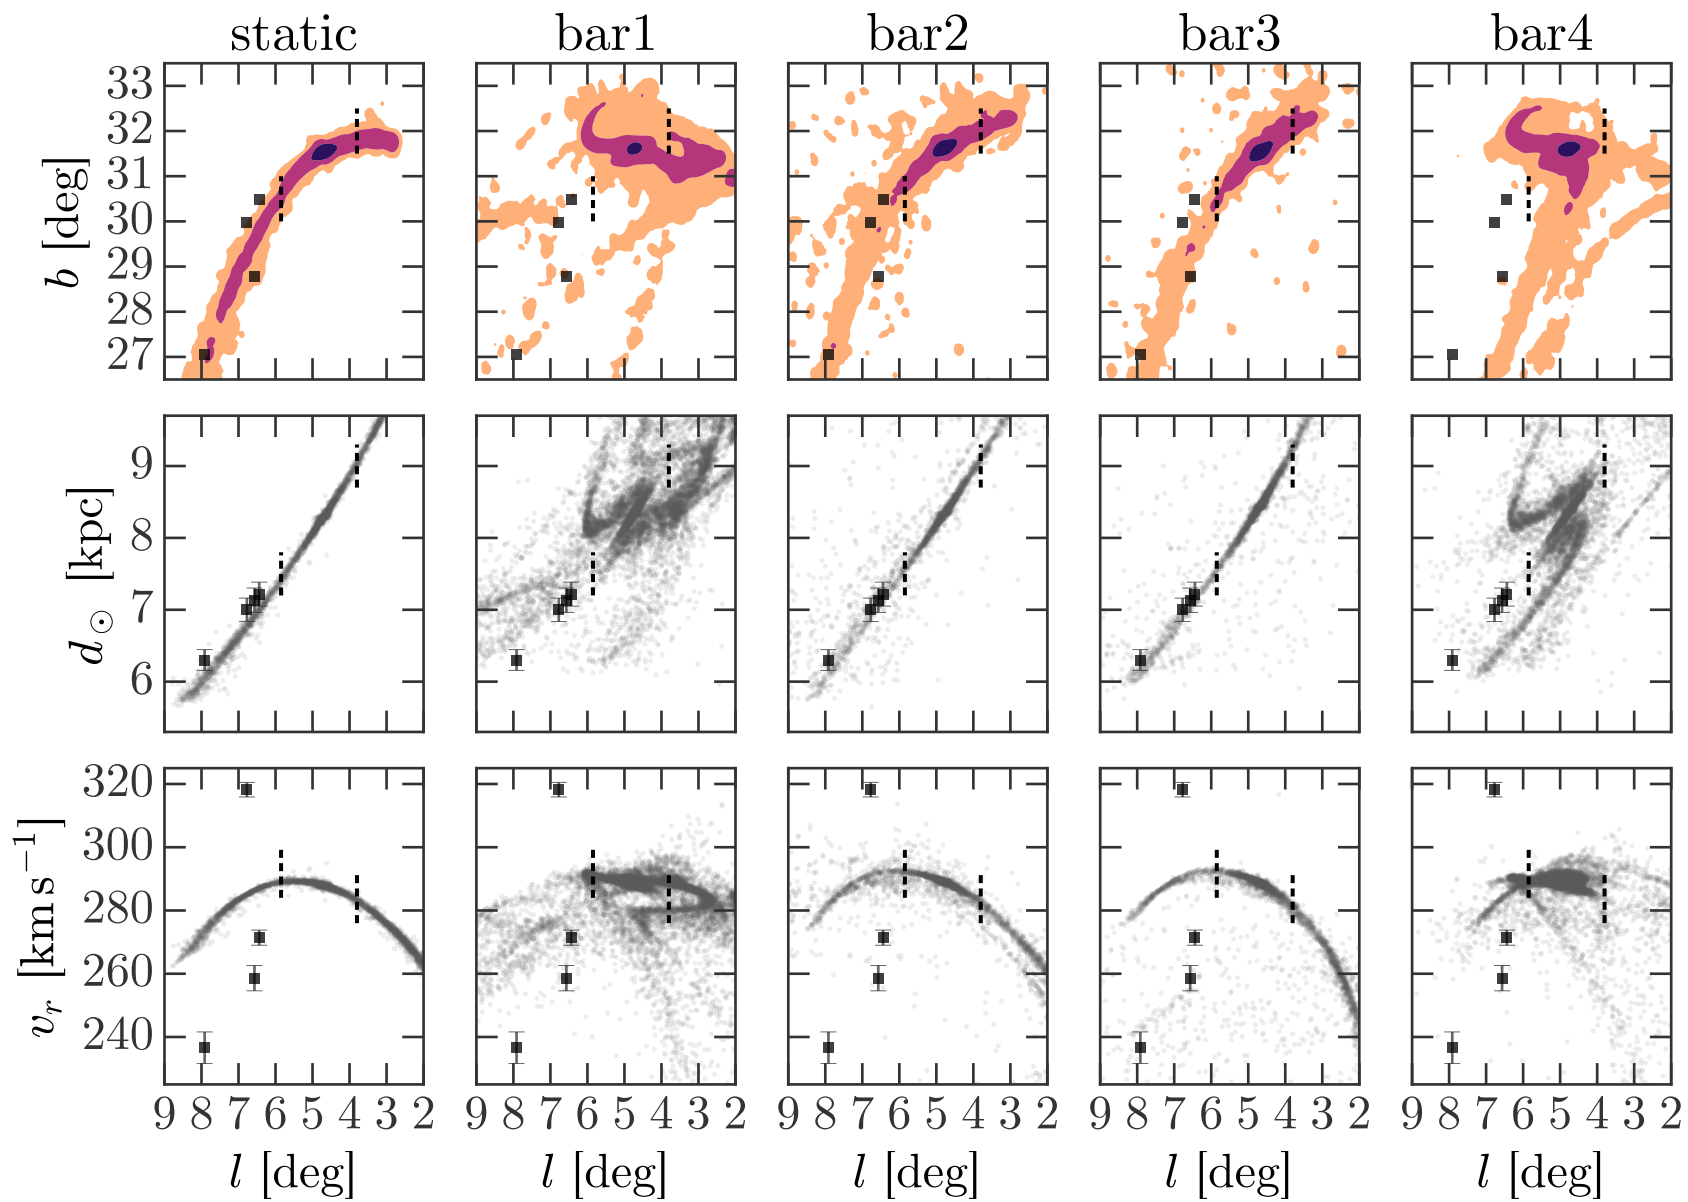 static bar1 bar2 bar3 bar4
33
32
31
30
29
28
27
b [deg]
9
8
7
6
d⊙ [kpc]
320
300
280
260
240
v_r [km s⁻¹]
9 8 7 6 5 4 3 2 9 8 7 6 5 4 3 2 9 8 7 6 5 4 3 2 9 8 7 6 5 4 3 2 9 8 7 6 5 4 3 2
l [deg] l [deg] l [deg] l [deg] l [deg]